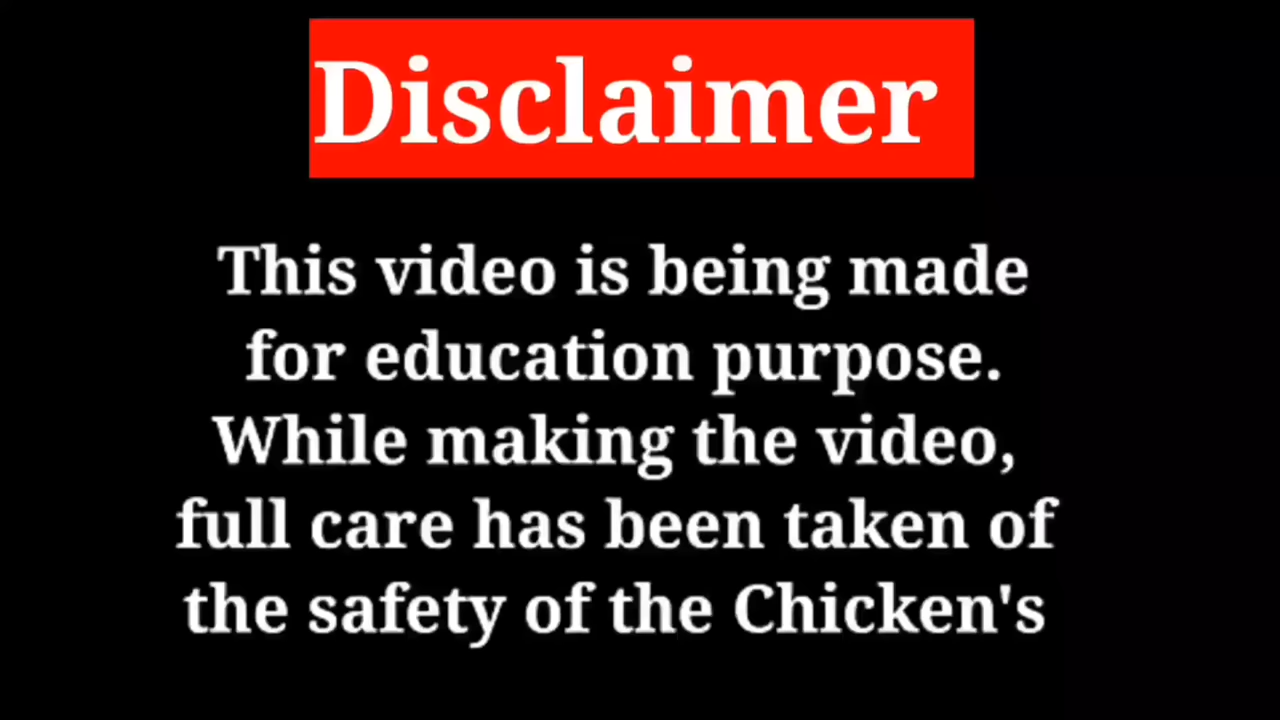 Disclaimer
This video is being made
for education purpose.
While making the video,
full care has been taken of
the safety of the Chicken's